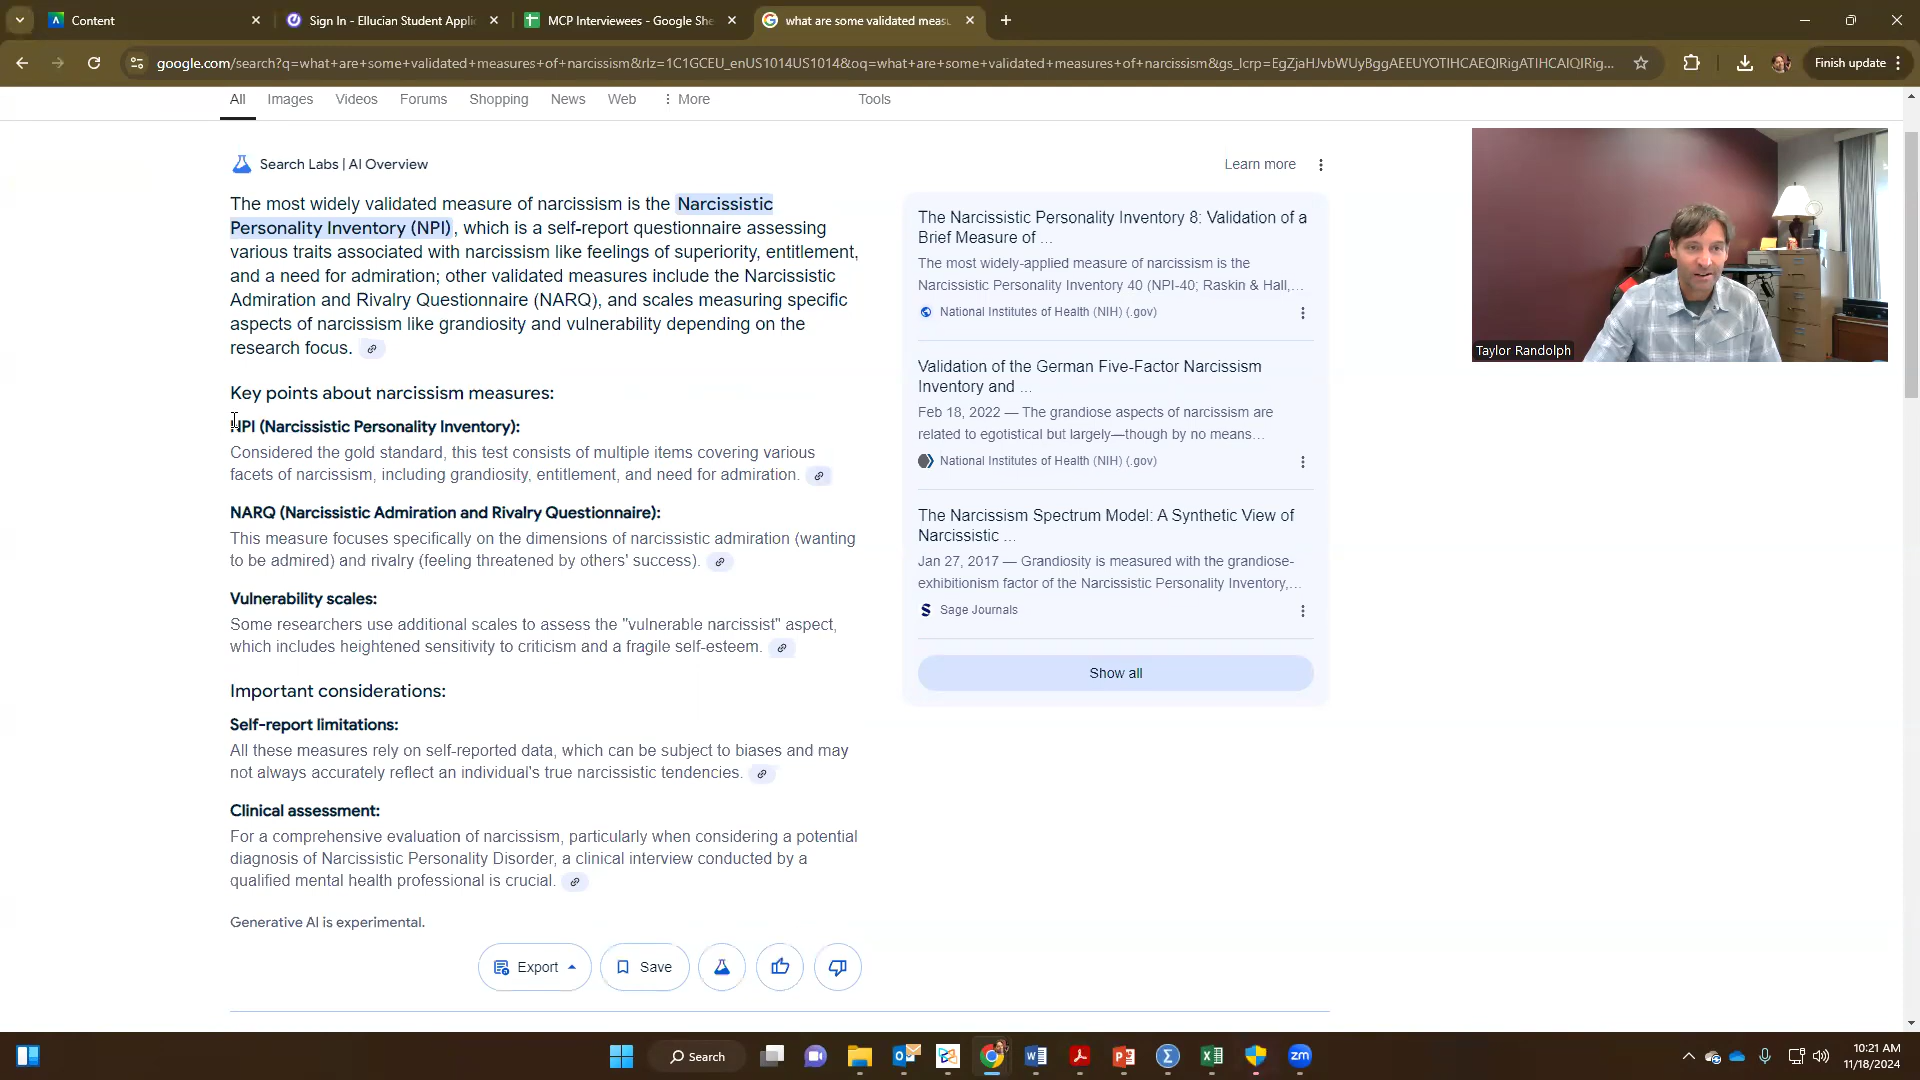 Content
Sign In - Ellucian Student Appli
MCP Interviewees - Google She
what are some validated meas
google.com/search?q=what+are+some+validated+measures+of+narcissism&rlz=1C1GCEU_enUS1014US1014&oq=what+are+some+validated+measures+of+narcissism&gs_lcrp=EgZjaHJvbWUyBggAEEUYOTIHCAEQIRigATIHCAIQIRig...
Finish update
All Images Videos Forums Shopping News Web More Tools
Search Labs | AI Overview
Learn more
The most widely validated measure of narcissism is the Narcissistic
Personality Inventory (NPI), which is a self-report questionnaire assessing
various traits associated with narcissism like feelings of superiority, entitlement,
and a need for admiration; other validated measures include the Narcissistic
Admiration and Rivalry Questionnaire (NARQ), and scales measuring specific
aspects of narcissism like grandiosity and vulnerability depending on the
research focus.
Key points about narcissism measures:
NPI (Narcissistic Personality Inventory):
Considered the gold standard, this test consists of multiple items covering various
facets of narcissism, including grandiosity, entitlement, and need for admiration.
NARQ (Narcissistic Admiration and Rivalry Questionnaire):
This measure focuses specifically on the dimensions of narcissistic admiration (wanting
to be admired) and rivalry (feeling threatened by others' success).
Vulnerability scales:
Some researchers use additional scales to assess the "vulnerable narcissist" aspect,
which includes heightened sensitivity to criticism and a fragile self-esteem.
Important considerations:
Self-report limitations:
All these measures rely on self-reported data, which can be subject to biases and may
not always accurately reflect an individual's true narcissistic tendencies.
Clinical assessment:
For a comprehensive evaluation of narcissism, particularly when considering a potential
diagnosis of Narcissistic Personality Disorder, a clinical interview conducted by a
qualified mental health professional is crucial.
Generative AI is experimental.
Export
Save
The Narcissistic Personality Inventory 8: Validation of a
Brief Measure of ...
The most widely-applied measure of narcissism is the
Narcissistic Personality Inventory 40 (NPI-40; Raskin & Hall,...
National Institutes of Health (NIH) (.gov)
Validation of the German Five-Factor Narcissism
Inventory and ...
Feb 18, 2022 — The grandiose aspects of narcissism are
related to egotistical but largely—though by no means...
National Institutes of Health (NIH) (.gov)
The Narcissism Spectrum Model: A Synthetic View of
Narcissistic ...
Jan 27, 2017 — Grandiosity is measured with the grandiose-
exhibitionism factor of the Narcissistic Personality Inventory,...
Sage Journals
Show all
Taylor Randolph
Search
zm
10:21 AM
11/18/2024